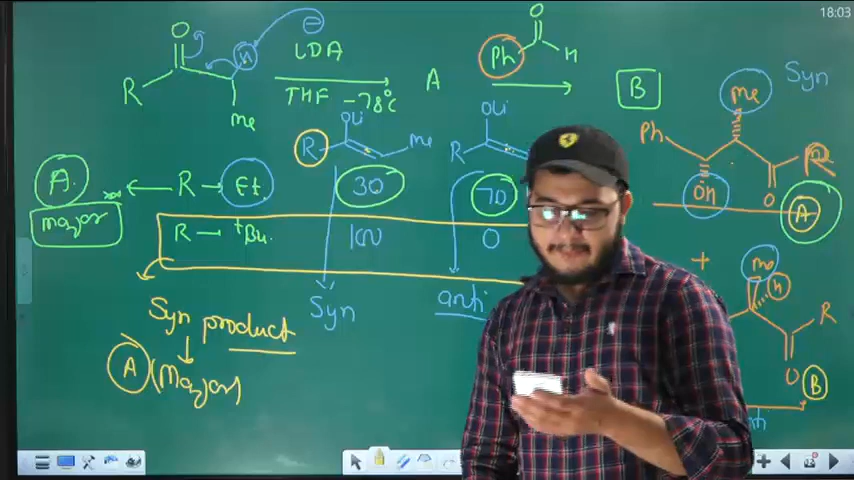 18:03
O
R
H
me
LDA
THF -78°C
A
O
Ph
H
B
Syn
Ph
me
OH
O
R
A
OLi
R
Me
OLi
R
A
major
R → Et
30
70
R — tBu.
100
0
Syn product
A (Major)
Syn
anti
+
me
H
R
O
B